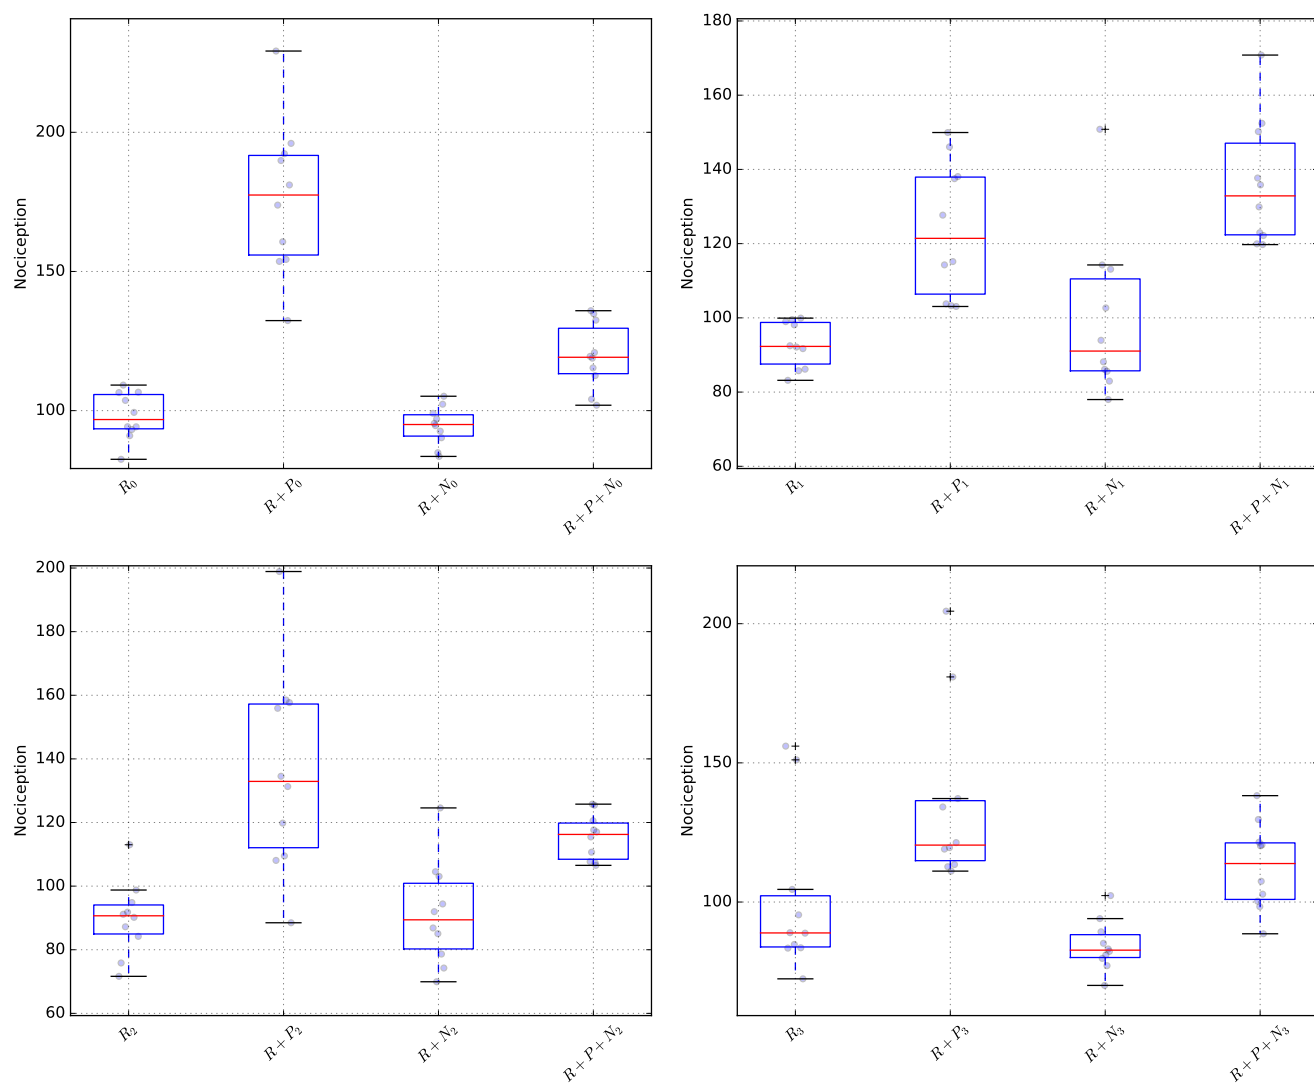 200
150
100
Nociception
R₀
R + P₀
R + N₀
R + P + N₀
180
160
140
120
100
80
60
Nociception
R₁
R + P₁
R + N₁
R + P + N₁
200
180
160
140
120
100
80
60
Nociception
R₂
R + P₂
R + N₂
R + P + N₂
200
150
100
Nociception
R₃
R + P₃
R + N₃
R + P + N₃